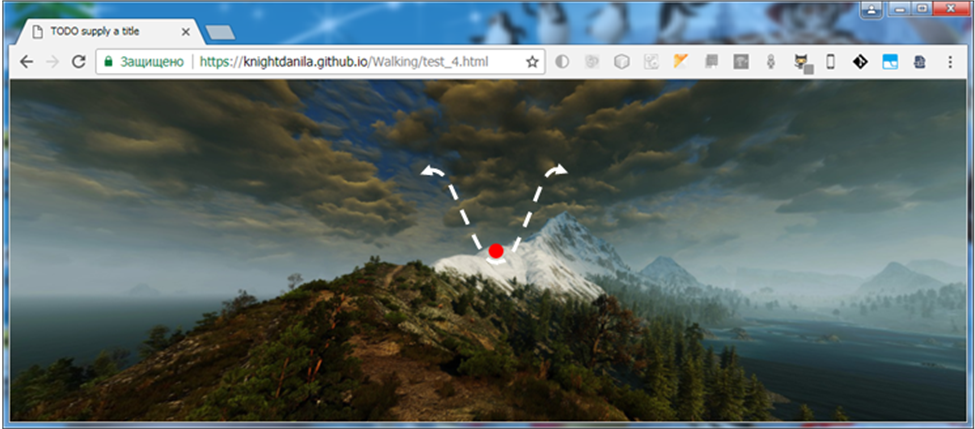 TODO supply a title
Защищено https://knightdanila.github.io/Walking/test_4.html